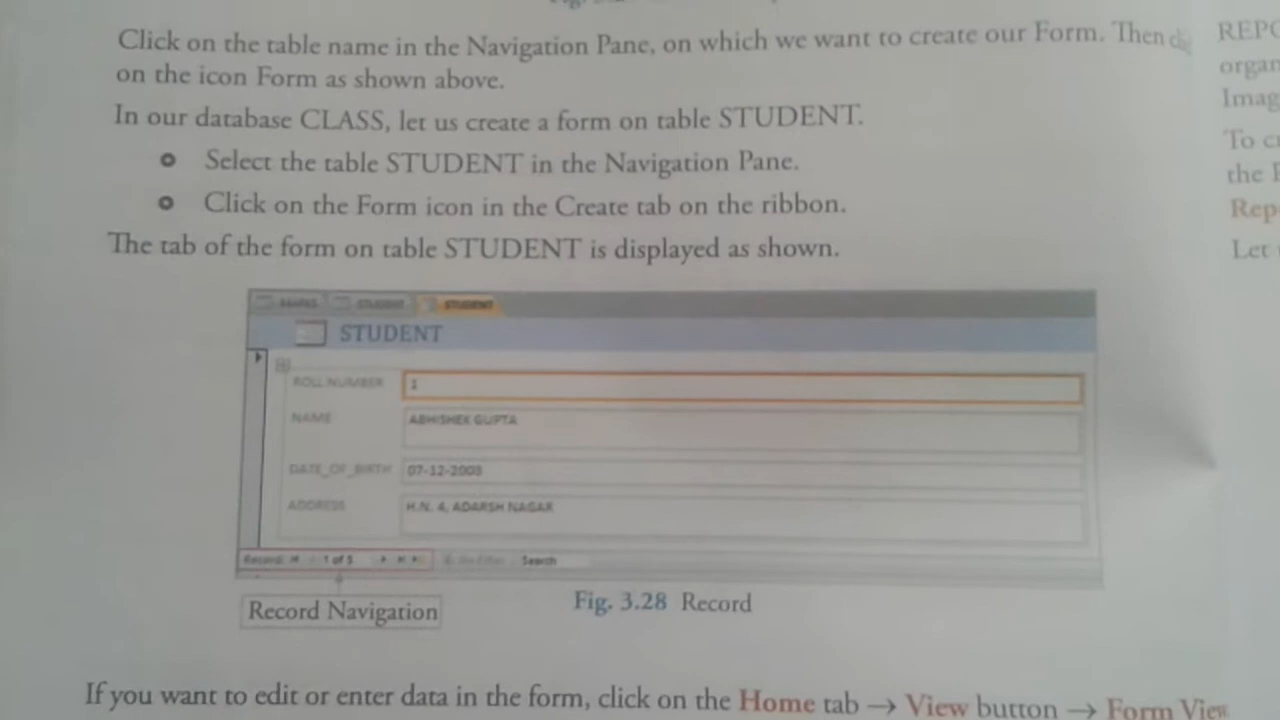 Click on the table name in the Navigation Pane, on which we want to create our Form. Then
on the icon Form as shown above.
In our database CLASS, let us create a form on table STUDENT.
Select the table STUDENT in the Navigation Pane.
Click on the Form icon in the Create tab on the ribbon.
The tab of the form on table STUDENT is displayed as shown.
STUDENT STUDENT
STUDENT
ROLL NUMBER 1
NAME ABHISHEK GUPTA
DATE_OF_BIRTH 07-12-2003
ADDRESS H.N. 4, ADARSH NAGAR
Record: 1 of 5 Search
Record Navigation
Fig. 3.28 Record
If you want to edit or enter data in the form, click on the Home tab → View button → Form View
REPO
organ
Imag
To c
the
Rep
Let